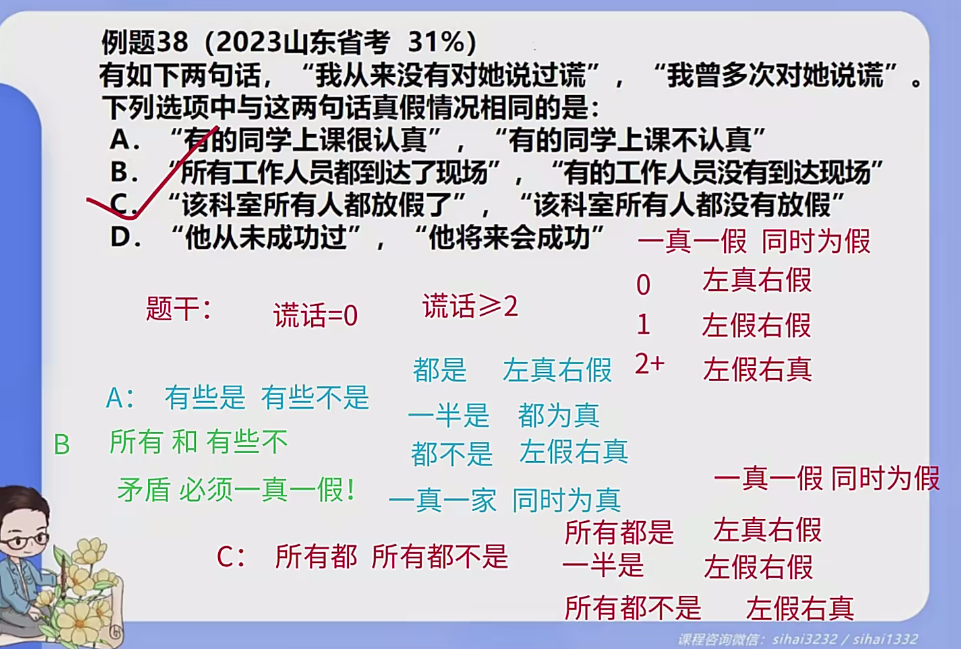 例题38（2023山东省考 31%）
有如下两句话，“我从来没有对她说过谎”，“我曾多次对她说谎”。
下列选项中与这两句话真假情况相同的是：
A. “有的同学上课很认真”，“有的同学上课不认真”
B. “所有工作人员都到达了现场”，“有的工作人员没有到达现场”
C. “该科室所有人都放假了”，“该科室所有人都没有放假”
D. “他从未成功过”，“他将来会成功”
一真一假 同时为假
题干： 谎话=0 谎话≥2
0 左真右假
1 左假右假
2+ 左假右真
A： 有些是 有些不是
都是 左真右假
一半是 都为真
都不是 左假右真
一真一家 同时为真
B 所有 和 有些不
矛盾 必须一真一假！
一真一假 同时为假
C： 所有都 所有都不是
所有都是 左真右假
一半是 左假右假
所有都不是 左假右真
课程咨询微信：sihai3232 / sihai1332